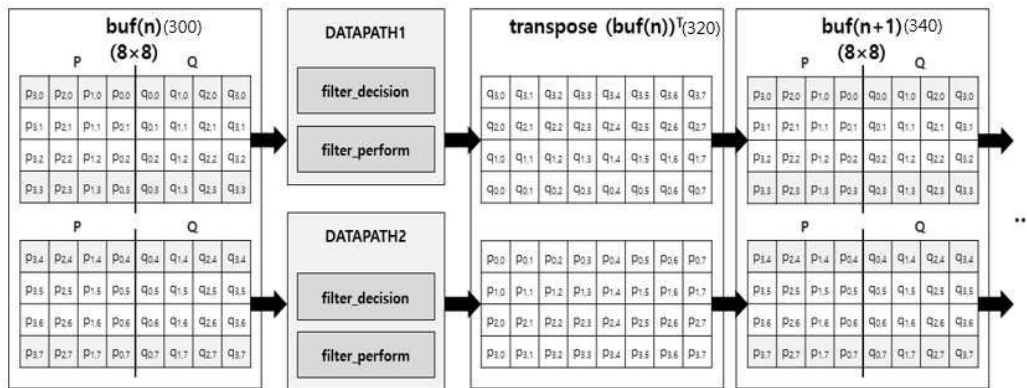 buf(n)(300)
(8×8)
P Q
p3,0 p2,0 p1,0 p0,0 q0,0 q1,0 q2,0 q3,0
p3,1 p2,1 p1,1 p0,1 q0,1 q1,1 q2,1 q3,1
p3,2 p2,2 p1,2 p0,2 q0,2 q1,2 q2,2 q3,2
p3,3 p2,3 p1,3 p0,3 q0,3 q1,3 q2,3 q3,3
P Q
p3,4 p2,4 p1,4 p0,4 q0,4 q1,4 q2,4 q3,4
p3,5 p2,5 p1,5 p0,5 q0,5 q1,5 q2,5 q3,5
p3,6 p2,6 p1,6 p0,6 q0,6 q1,6 q2,6 q3,6
p3,7 p2,7 p1,7 p0,7 q0,7 q1,7 q2,7 q3,7
DATAPATH1
filter_decision
filter_perform
DATAPATH2
filter_decision
filter_perform
transpose (buf(n))ᵀ(320)
q3,0 q3,1 q3,2 q3,3 q3,4 q3,5 q3,6 q3,7
q2,0 q2,1 q2,2 q2,3 q2,4 q2,5 q2,6 q2,7
q1,0 q1,1 q1,2 q1,3 q1,4 q1,5 q1,6 q1,7
q0,0 q0,1 q0,2 q0,3 q0,4 q0,5 q0,6 q0,7
p0,0 p0,1 p0,2 p0,3 p0,4 p0,5 p0,6 p0,7
p1,0 p1,1 p1,2 p1,3 p1,4 p1,5 p1,6 p1,7
p2,0 p2,1 p2,2 p2,3 p2,4 p2,5 p2,6 p2,7
p3,0 p3,1 p3,2 p3,3 p3,4 p3,5 p3,6 p3,7
buf(n+1)(340)
(8×8)
P Q
p3,0 p2,0 p1,0 p0,0 q0,0 q1,0 q2,0 q3,0
p3,1 p2,1 p1,1 p0,1 q0,1 q1,1 q2,1 q3,1
p3,2 p2,2 p1,2 p0,2 q0,2 q1,2 q2,2 q3,2
p3,3 p2,3 p1,3 p0,3 q0,3 q1,3 q2,3 q3,3
P Q
p3,4 p2,4 p1,4 p0,4 q0,4 q1,4 q2,4 q3,4
p3,5 p2,5 p1,5 p0,5 q0,5 q1,5 q2,5 q3,5
p3,6 p2,6 p1,6 p0,6 q0,6 q1,6 q2,6 q3,6
p3,7 p2,7 p1,7 p0,7 q0,7 q1,7 q2,7 q3,7
..